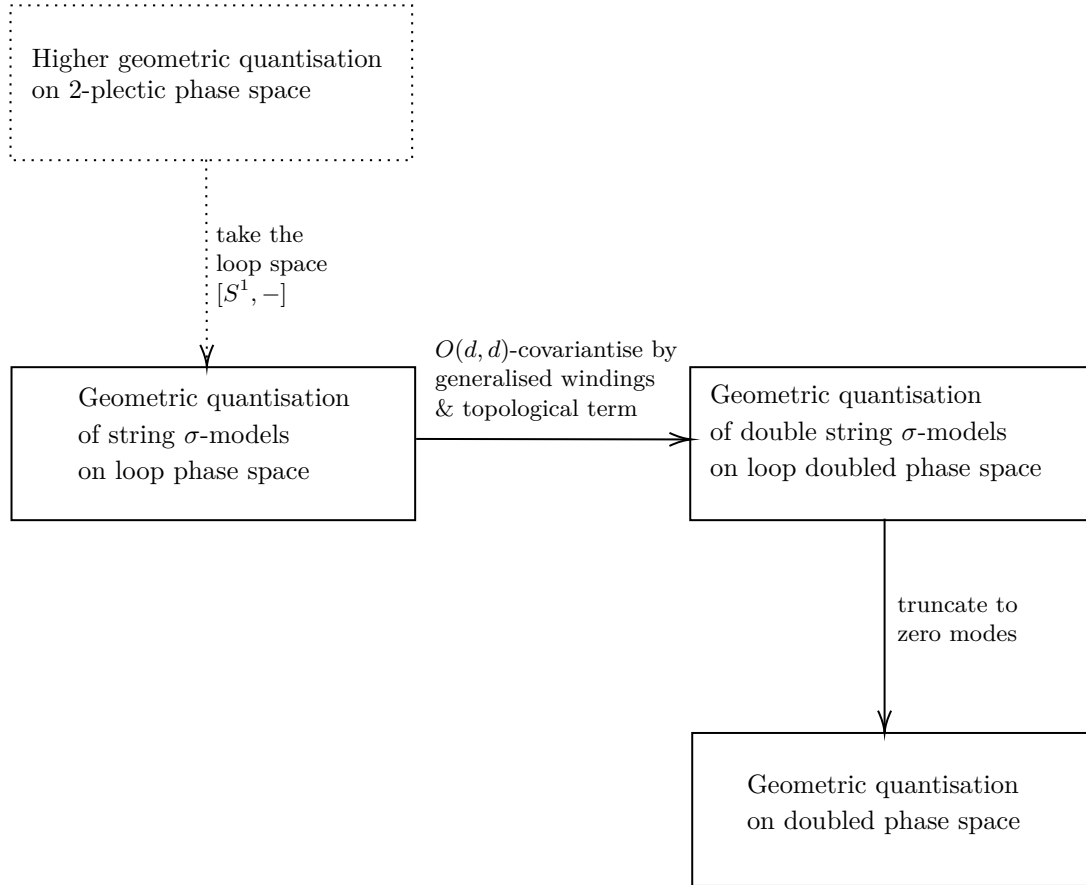 Higher geometric quantisation
on 2-plectic phase space
take the
loop space
[S¹, −]
O(d, d)-covariantise by
generalised windings
& topological term
Geometric quantisation
of string σ-models
on loop phase space
Geometric quantisation
of double string σ-models
on loop doubled phase space
truncate to
zero modes
Geometric quantisation
on doubled phase space